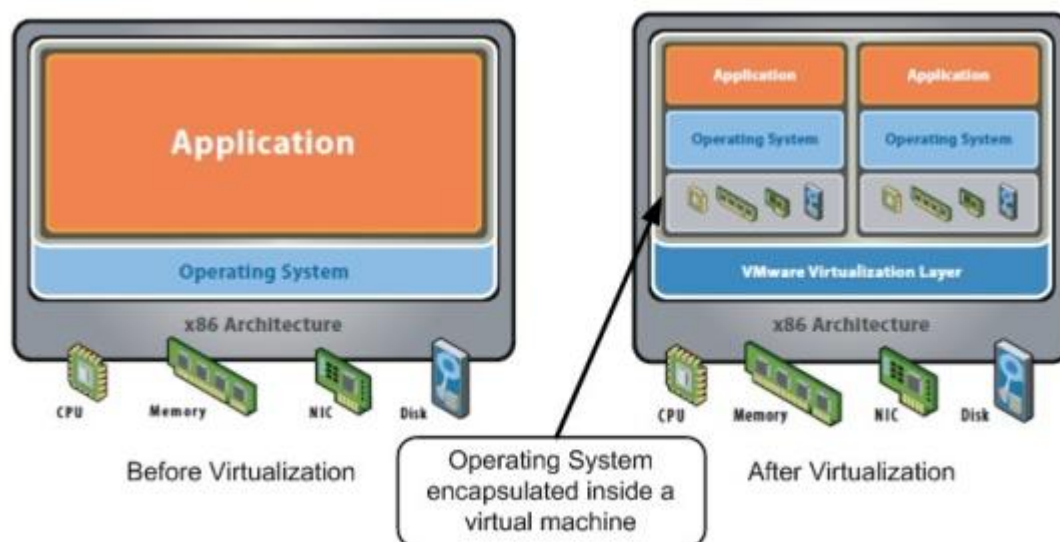 Application
Operating System
x86 Architecture
CPU
Memory
NIC
Disk
Before Virtualization
Application
Application
Operating System
Operating System
VMware Virtualization Layer
x86 Architecture
CPU
Memory
NIC
Disk
After Virtualization
Operating System
encapsulated inside a
virtual machine